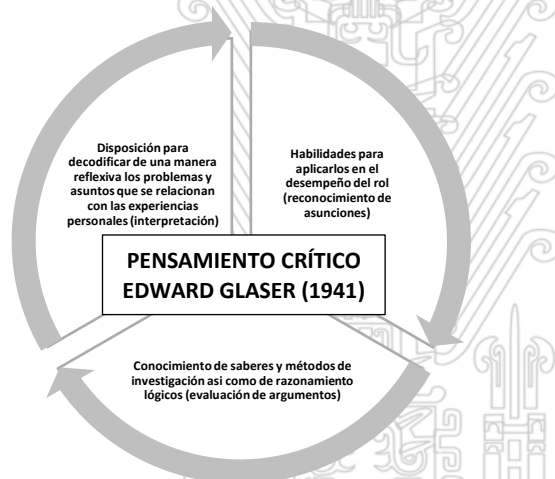 Disposición para
decodificar de una manera
reflexiva los problemas y
asuntos que se relacionan
con las experiencias
personales (interpretación)
Habilidades para
aplicarlos en el
desempeño del rol
(reconocimiento de
asunciones)
PENSAMIENTO CRÍTICO
EDWARD GLASER (1941)
Conocimiento de saberes y métodos de
investigación asi como de razonamiento
lógicos (evaluación de argumentos)